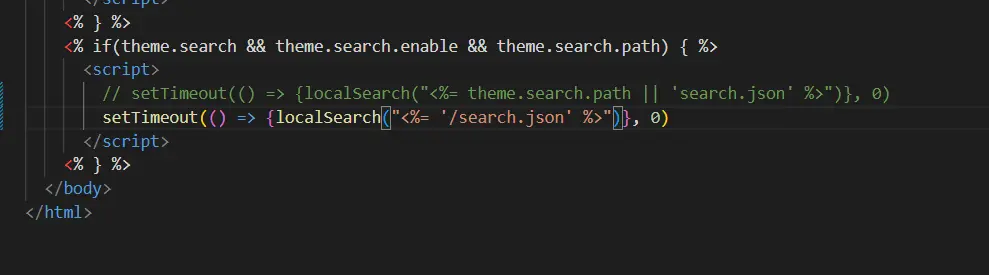 </script>
<% } %>
<% if(theme.search && theme.search.enable && theme.search.path) { %>
<script>
// setTimeout(() => {localSearch("<%= theme.search.path || 'search.json' %>")}, 0)
setTimeout(() => {localSearch("<%= '/search.json' %>")}, 0)
</script>
<% } %>
</body>
</html>